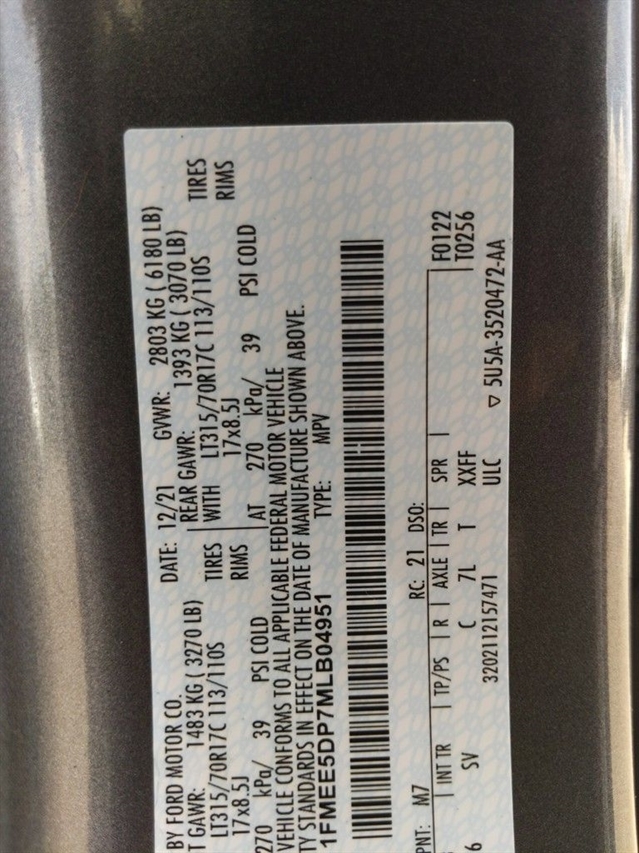 BY FORD MOTOR CO. DATE: 12/21 GVWR: 2803 KG ( 6180 LB)
T GAWR: 1483 KG ( 3270 LB) REAR GAWR: 1393 KG ( 3070 LB)
LT315/70R17C 113/110S TIRES WITH LT315/70R17C 113/110S TIRES
17x8.5J RIMS 17x8.5J RIMS
270 kPa/ 39 PSI COLD AT 270 kPa/ 39 PSI COLD
VEHICLE CONFORMS TO ALL APPLICABLE FEDERAL MOTOR VEHICLE
TY STANDARDS IN EFFECT ON THE DATE OF MANUFACTURE SHOWN ABOVE.
1FMEE5DP7MLB04951 TYPE: MPV
PNT: M7 RC: 21 DSO:
INT TR | TP/PS | R | AXLE | TR | SPR | F0122
6 SV C 7L T XXFF T0256
3202112157471 ULC
▽ 5U5A-3520472-AA